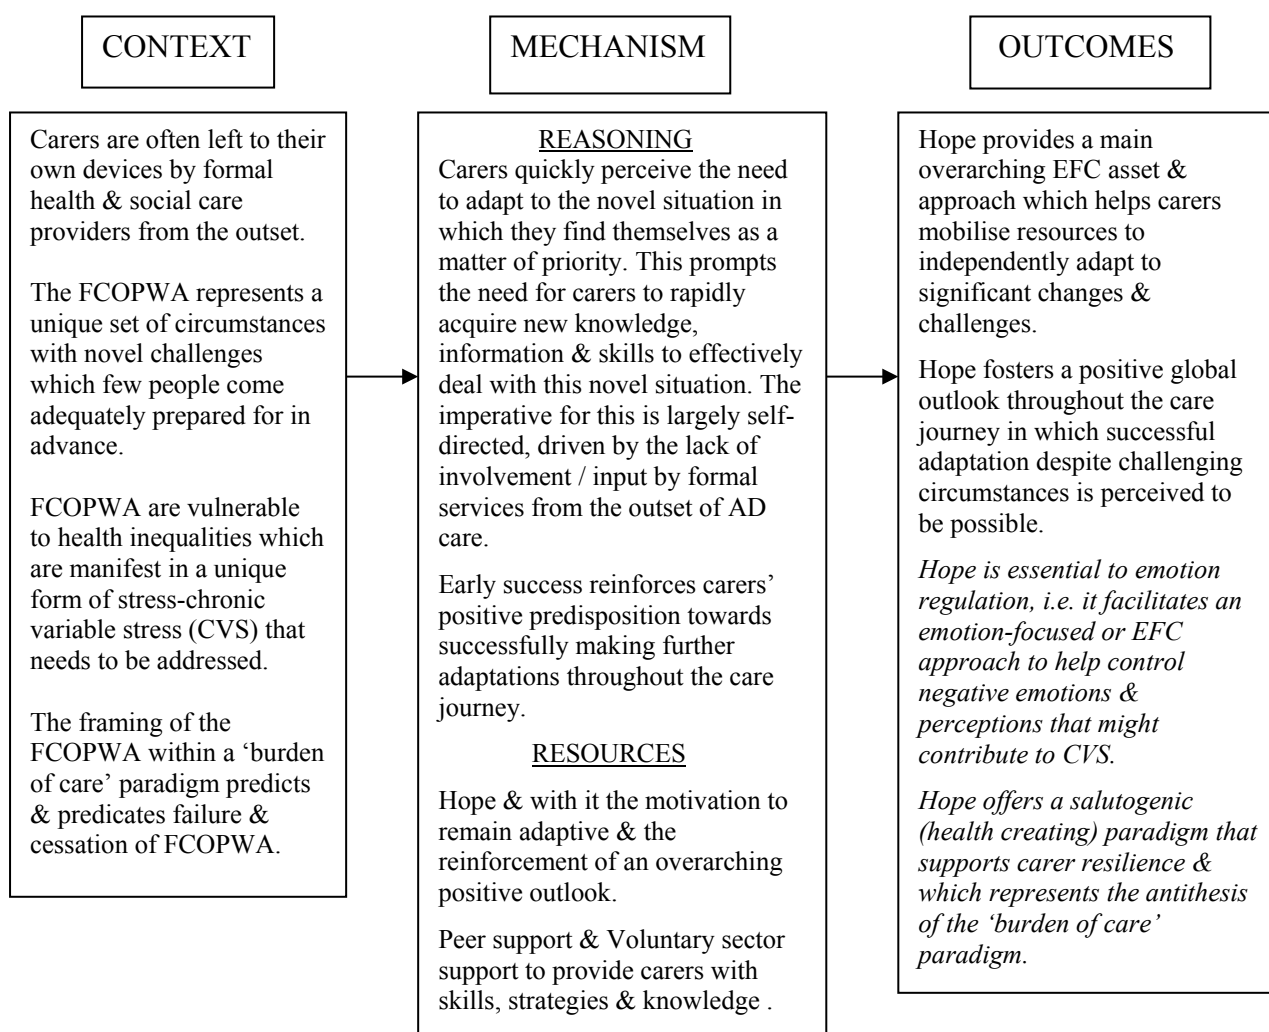 CONTEXT
Carers are often left to their
own devices by formal
health & social care
providers from the outset.
The FCOPWA represents a
unique set of circumstances
with novel challenges
which few people come
adequately prepared for in
advance.
FCOPWA are vulnerable
to health inequalities which
are manifest in a unique
form of stress-chronic
variable stress (CVS) that
needs to be addressed.
The framing of the
FCOPWA within a ‘burden
of care’ paradigm predicts
& predicates failure &
cessation of FCOPWA.
MECHANISM
REASONING
Carers quickly perceive the need
to adapt to the novel situation in
which they find themselves as a
matter of priority. This prompts
the need for carers to rapidly
acquire new knowledge,
information & skills to effectively
deal with this novel situation. The
imperative for this is largely self-
directed, driven by the lack of
involvement / input by formal
services from the outset of AD
care.
Early success reinforces carers’
positive predisposition towards
successfully making further
adaptations throughout the care
journey.
RESOURCES
Hope & with it the motivation to
remain adaptive & the
reinforcement of an overarching
positive outlook.
Peer support & Voluntary sector
support to provide carers with
skills, strategies & knowledge .
OUTCOMES
Hope provides a main
overarching EFC asset &
approach which helps carers
mobilise resources to
independently adapt to
significant changes &
challenges.
Hope fosters a positive global
outlook throughout the care
journey in which successful
adaptation despite challenging
circumstances is perceived to
be possible.
Hope is essential to emotion
regulation, i.e. it facilitates an
emotion-focused or EFC
approach to help control
negative emotions &
perceptions that might
contribute to CVS.
Hope offers a salutogenic
(health creating) paradigm that
supports carer resilience &
which represents the antithesis
of the ‘burden of care’
paradigm.